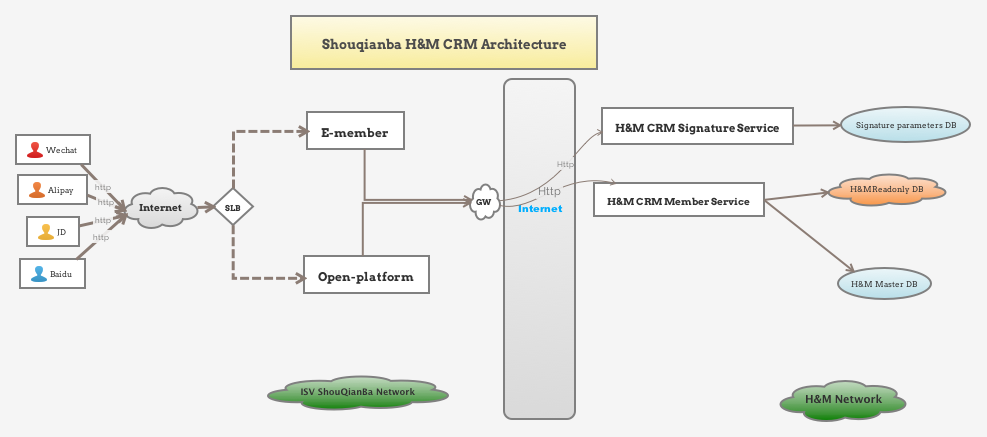 Shouqianba H&M CRM Architecture
Wechat
Alipay
JD
Baidu
http
http
http
http
Internet
SLB
E-member
Open-platform
GW
Http
Http
Internet
H&M CRM Signature Service
H&M CRM Member Service
Signature parameters DB
H&MReadonly DB
H&M Master DB
ISV ShouQianBa Network
H&M Network